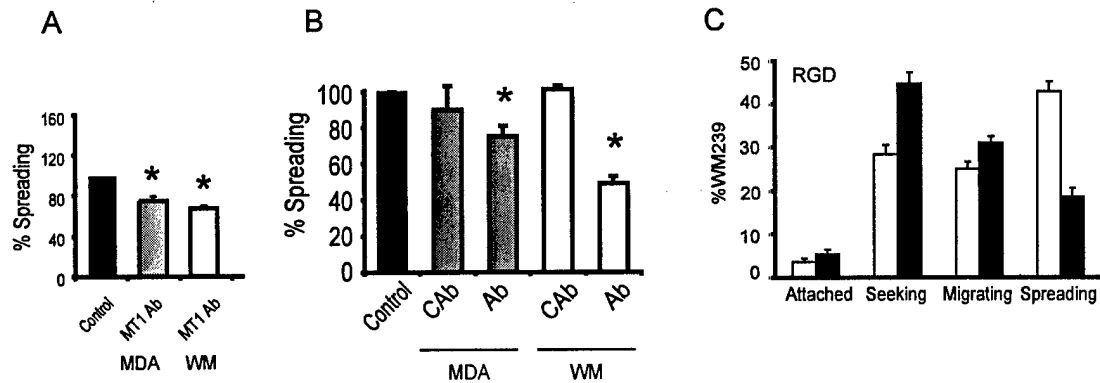 A
% Spreading
160
120
80
40
0
*
*
Control
MT1 Ab
MT1 Ab
MDA
WM
B
% Spreading
100
80
60
40
20
0
*
*
Control
CAb
Ab
CAb
Ab
MDA
WM
C
%WM239
50
40
30
20
10
0
RGD
Attached
Seeking
Migrating
Spreading